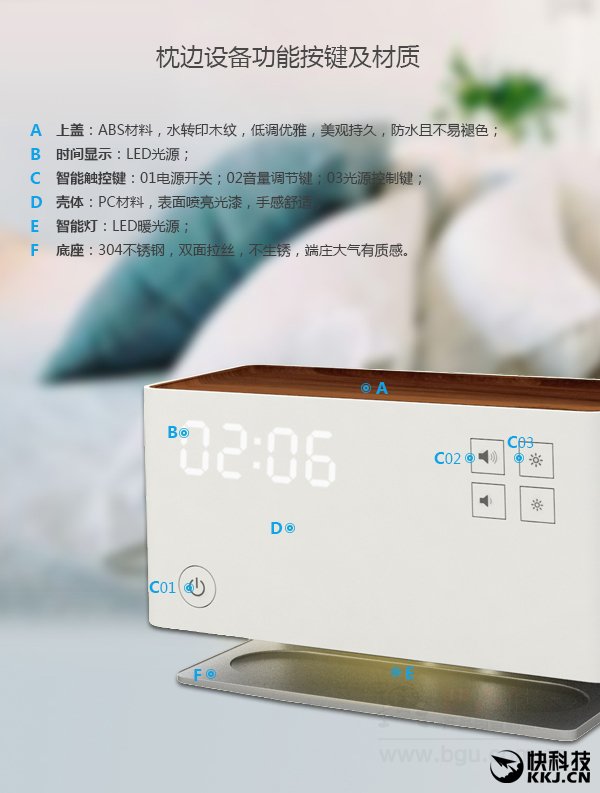 枕边设备功能按键及材质
A 上盖：ABS材料，水转印木纹，低调优雅，美观持久，防水且不易褪色；
B 时间显示：LED光源；
C 智能触控键：01电源开关；02音量调节键；03光源控制键；
D 壳体：PC材料，表面喷亮光漆，手感舒适
E 智能灯：LED暖光源；
F 底座：304不锈钢，双面拉丝，不生锈，端庄大气有质感。
A
B 02:06
C02
C03
D
C01
F
E
www.bgu
快科技
KKJ.CN